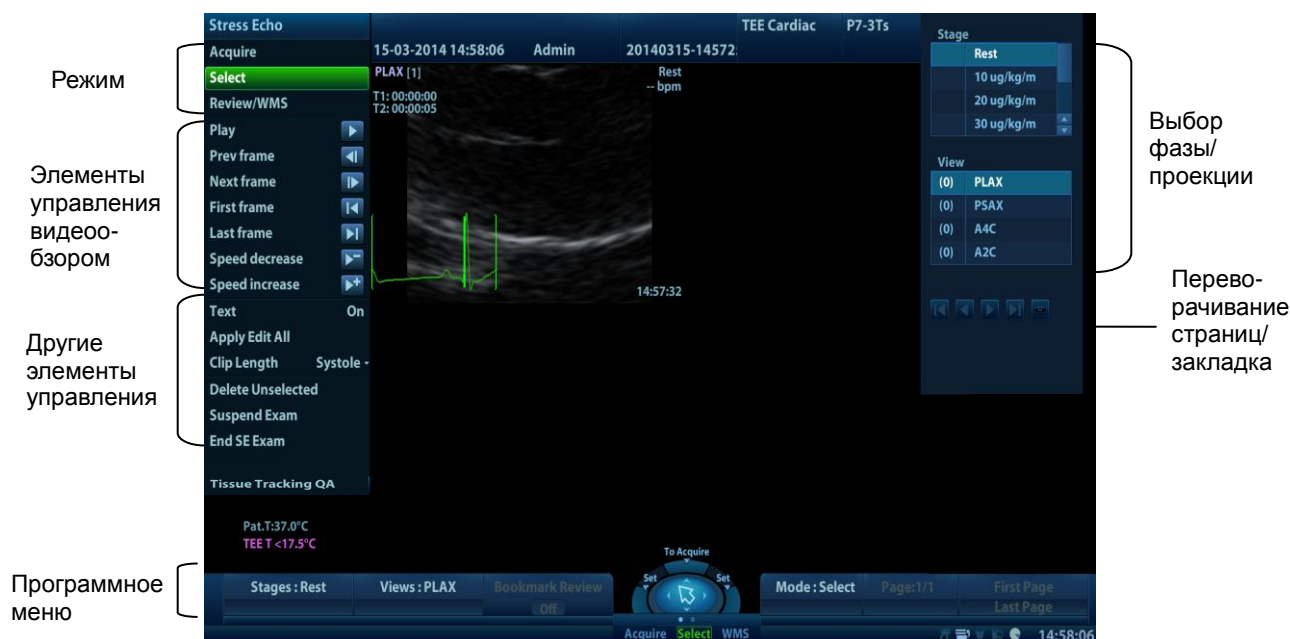 Режим
Элементы
управления
видеоо-
бзором
Другие
элементы
управления
Программное
меню
Stress Echo
Acquire
Select
Review/WMS
Play
Prev frame
Next frame
First frame
Last frame
Speed decrease
Speed increase
Text On
Apply Edit All
Clip Length Systole
Delete Unselected
Suspend Exam
End SE Exam
Tissue Tracking QA
Pat.T:37.0°C
TEE T <17.5°C
TEE Cardiac P7-3Ts
15-03-2014 14:58:06 Admin 20140315-14572
PLAX [1] Rest
-- bpm
T1: 00:00:00
T2: 00:00:05
14:57:32
Stage
Rest
10 ug/kg/m
20 ug/kg/m
30 ug/kg/m
View
(0) PLAX
(0) PSAX
(0) A4C
(0) A2C
Выбор
фазы/
проекции
Перево-
рачивание
страниц/
закладка
To Acquire
Set Set
Stages : Rest Views : PLAX Bookmark Review Mode : Select Page:1/1 First Page
Off Last Page
Acquire Select WMS 14:58:06